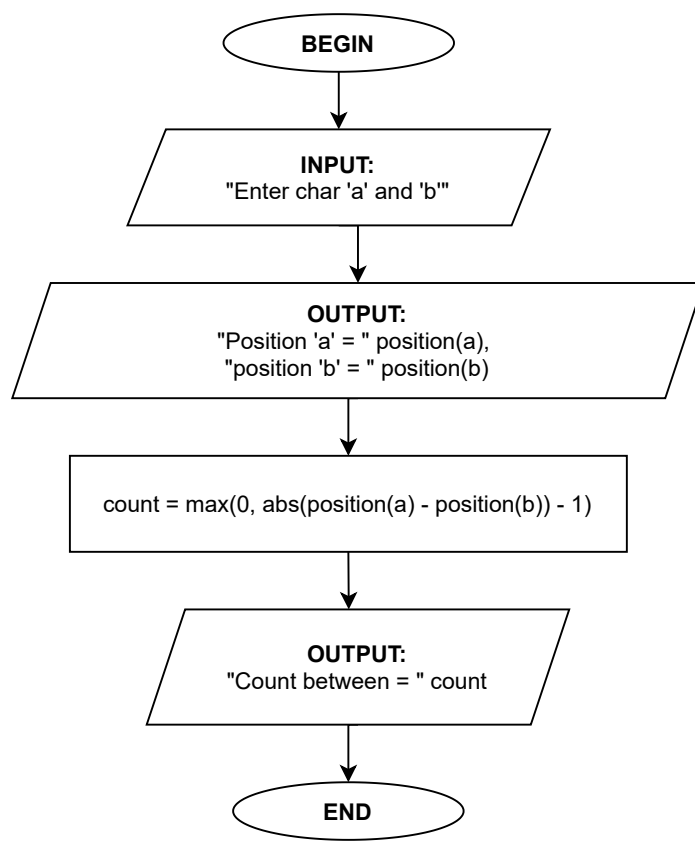 BEGIN
INPUT:
"Enter char 'a' and 'b'"
OUTPUT:
"Position 'a' = " position(a),
"position 'b' = " position(b)
count = max(0, abs(position(a) - position(b)) - 1)
OUTPUT:
"Count between = " count
END